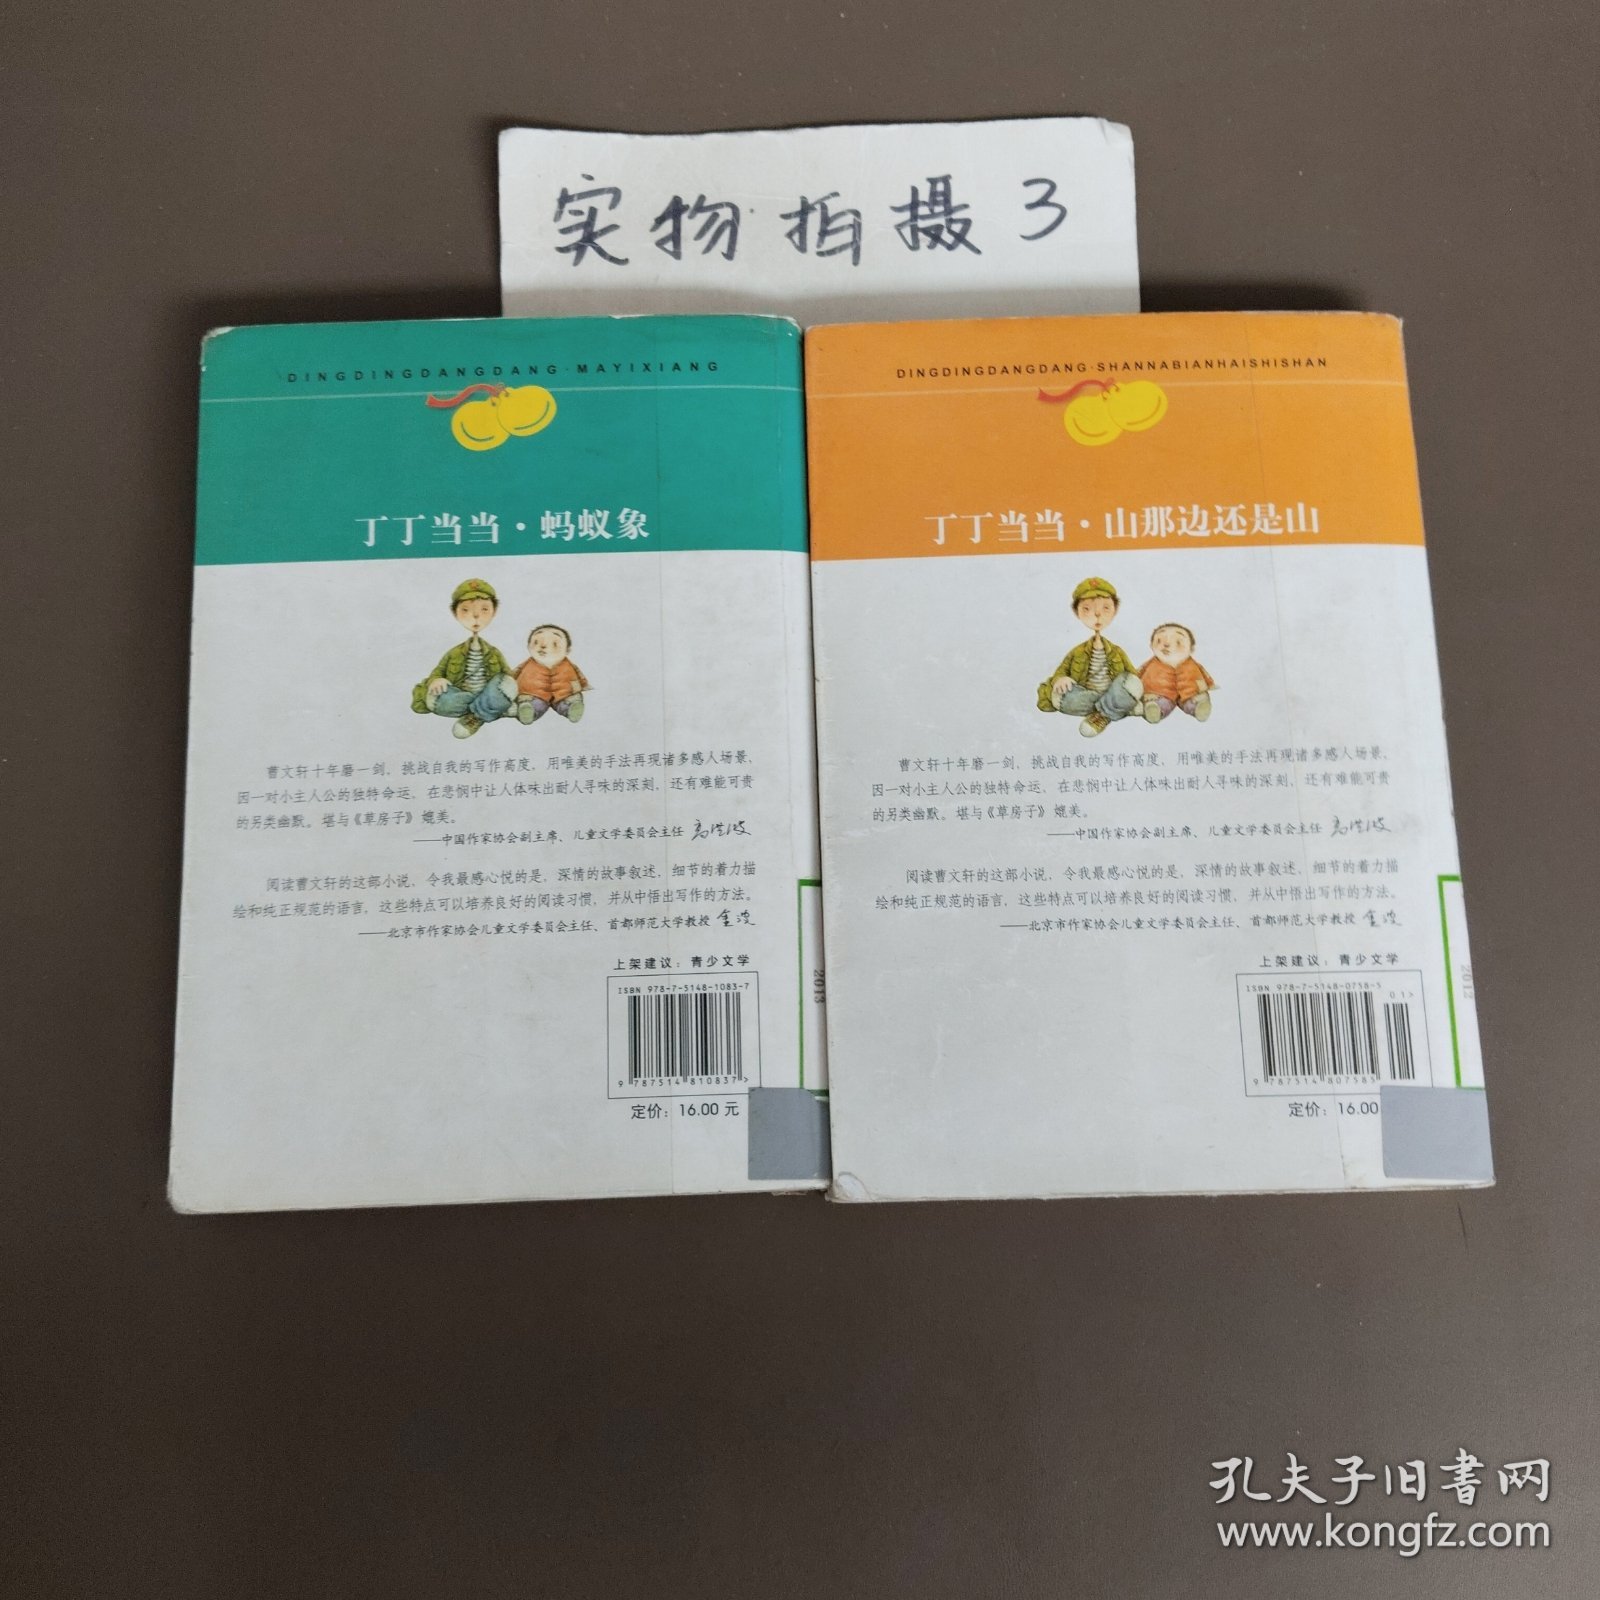 实物拍摄3
DINGDINGDANGDANG·MAYIXIANG
丁丁当当·蚂蚁象
曹文轩十年磨一剑，挑战自我的写作高度，用唯美的手法再现诸多感人场景，
因一对小主人公的独特命运，在悲悯中让人体味出耐人寻味的深刻，还有难能可贵
的另类幽默。堪与《草房子》媲美。
——中国作家协会副主席、儿童文学委员会主任 高洪波
阅读曹文轩的这部小说，令我最感心悦的是，深情的故事叙述，细节的着力描
绘和纯正规范的语言，这些特点可以培养良好的阅读习惯，并从中悟出写作的方法。
——北京市作家协会儿童文学委员会主任、首都师范大学教授 金波
上架建议：青少文学
ISBN 978-7-5148-1083-7
9 787514 810837>
定价：16.00 元
2013
DINGDINGDANGDANG·SHANNABIANHAISHISHAN
丁丁当当·山那边还是山
曹文轩十年磨一剑，挑战自我的写作高度，用唯美的手法再现诸多感人场景，
因一对小主人公的独特命运，在悲悯中让人体味出耐人寻味的深刻，还有难能可贵
的另类幽默。堪与《草房子》媲美。
——中国作家协会副主席、儿童文学委员会主任 高洪波
阅读曹文轩的这部小说，令我最感心悦的是，深情的故事叙述，细节的着力描
绘和纯正规范的语言，这些特点可以培养良好的阅读习惯，并从中悟出写作的方法。
——北京市作家协会儿童文学委员会主任、首都师范大学教授 金波
上架建议：青少文学
ISBN 978-7-5148-0758-5
01>
9 787514 807585
定价：16.00
2012
孔夫子旧书网
www.kongfz.com